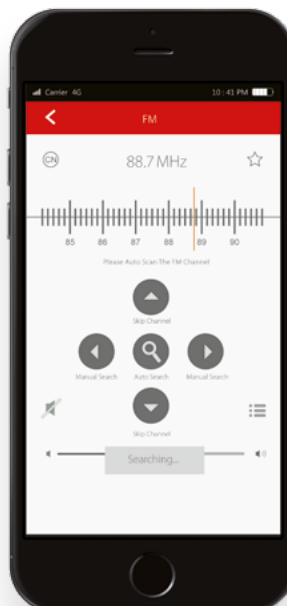 Carrier 4G 10:41 PM
FM
CN 88.7 MHz
85 86 87 88 89 90
Please Auto Scan The FM Channel
Skip Channel
Manual Search Auto Search Manual Search
Skip Channel
Searching...